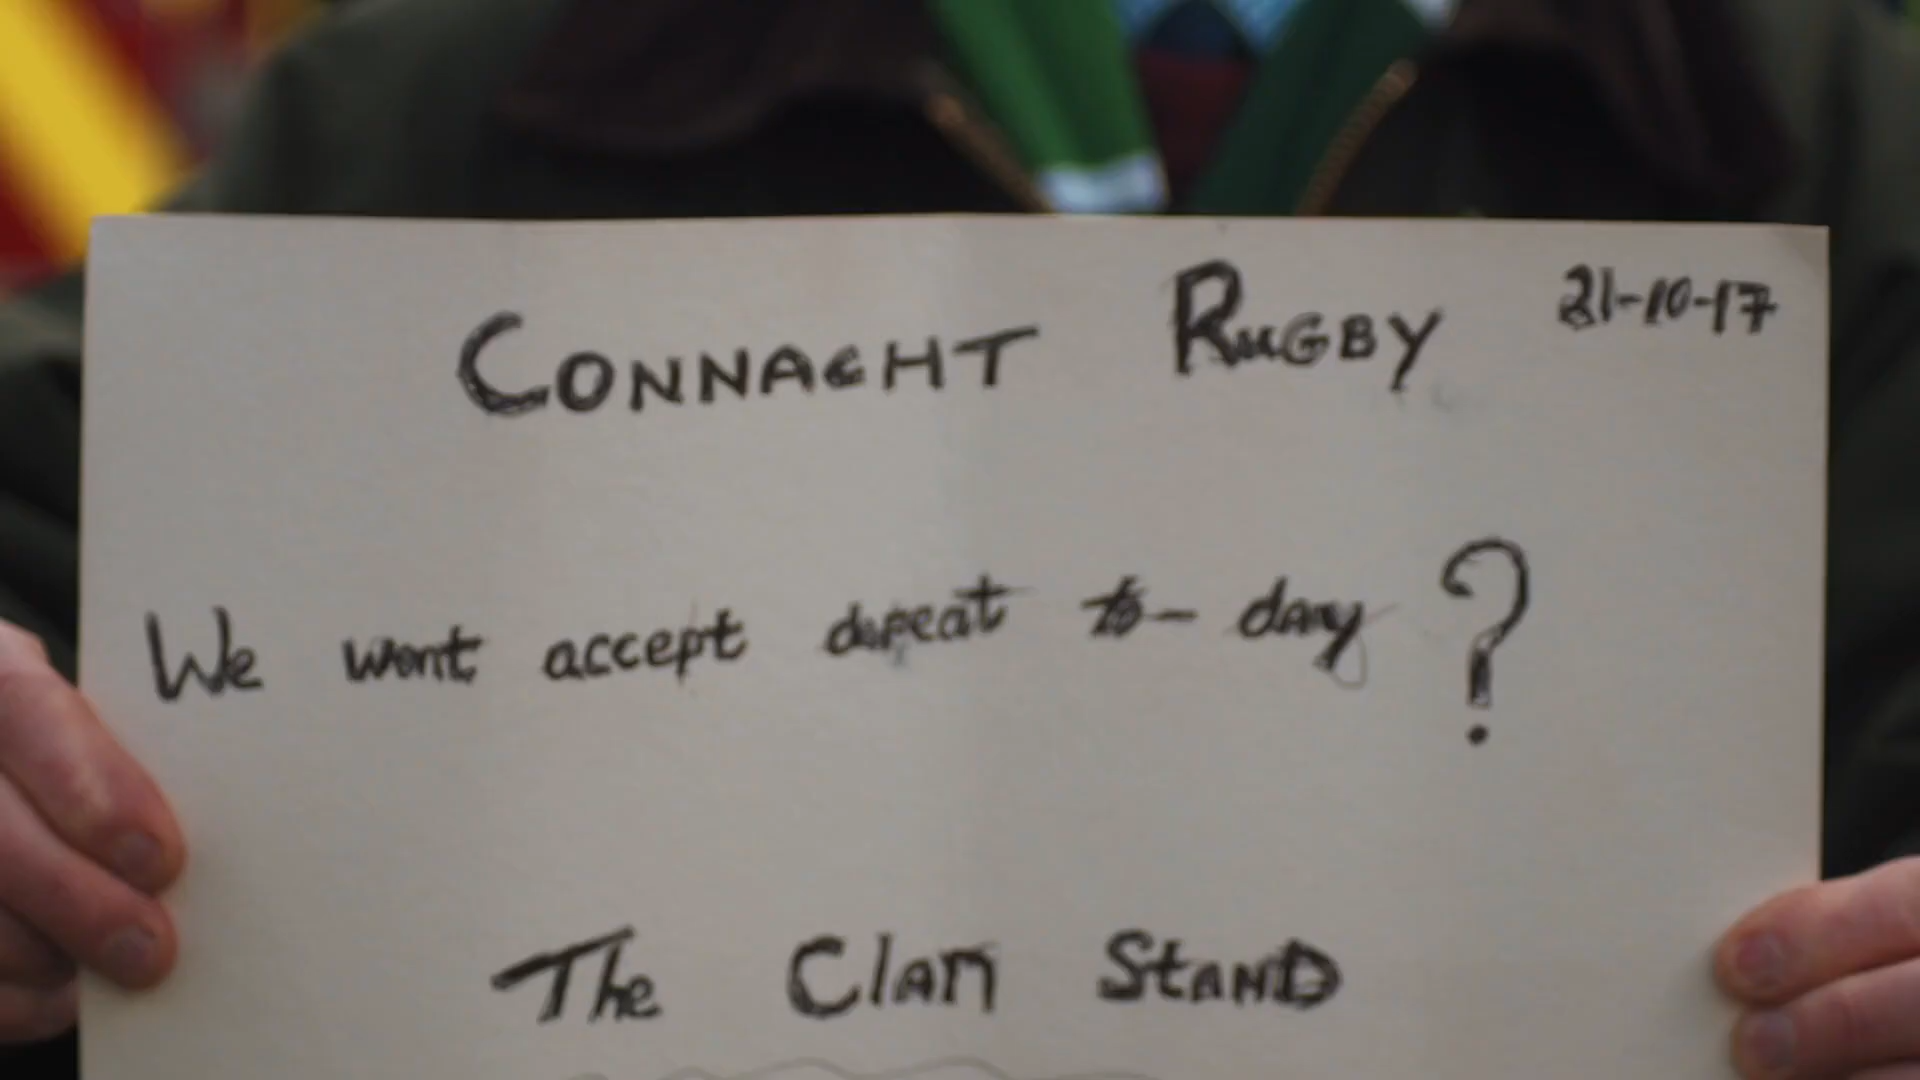 CONNACHT RUGBY 21-10-17
We wont accept defeat to-day ?
The Clan Stand